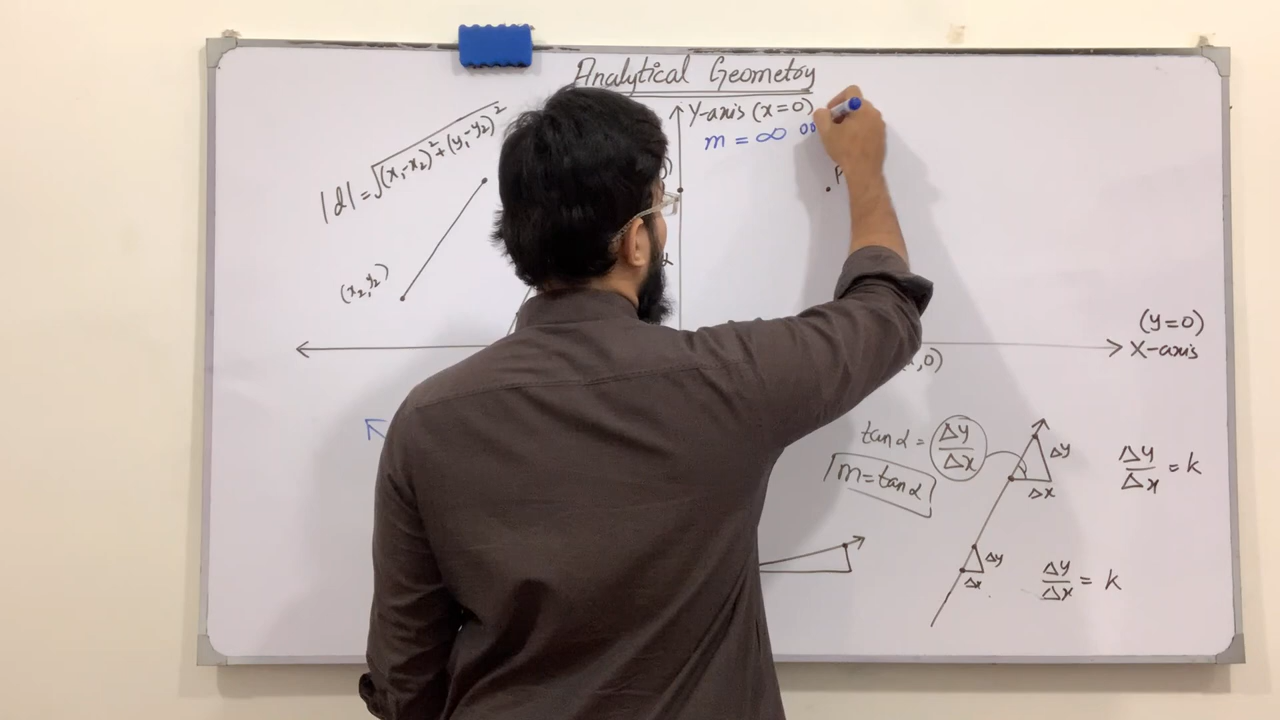 Analytical Geometry
|d| = √(x₁-x₂)²+(y₁-y₂)²
Y-axis (x=0)
m = ∞
(x₂,y₂)
(y=0)
X-axis
,0)
tan α = Δy/Δx
m = tan α
Δy
Δx
Δy/Δx = k
Δy
Δx
Δy/Δx = k